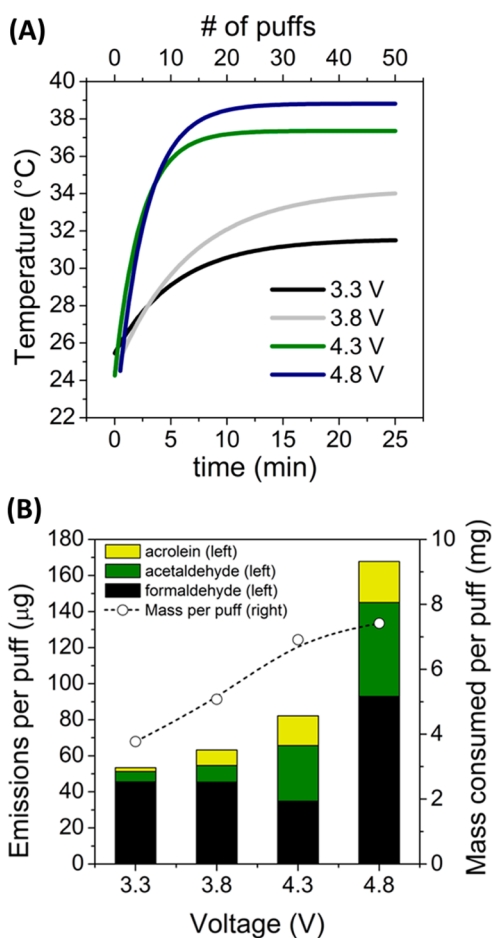 (A)
# of puffs
0 10 20 30 40 50
40
38
36
34
32
30
28
26
24
22
Temperature (°C)
3.3 V
3.8 V
4.3 V
4.8 V
0 5 10 15 20 25
time (min)
(B)
180
160
140
120
100
80
60
40
20
0
Emissions per puff (μg)
acrolein (left)
acetaldehyde (left)
formaldehyde (left)
Mass per puff (right)
10
8
6
4
2
0
Mass consumed per puff (mg)
3.3 3.8 4.3 4.8
Voltage (V)